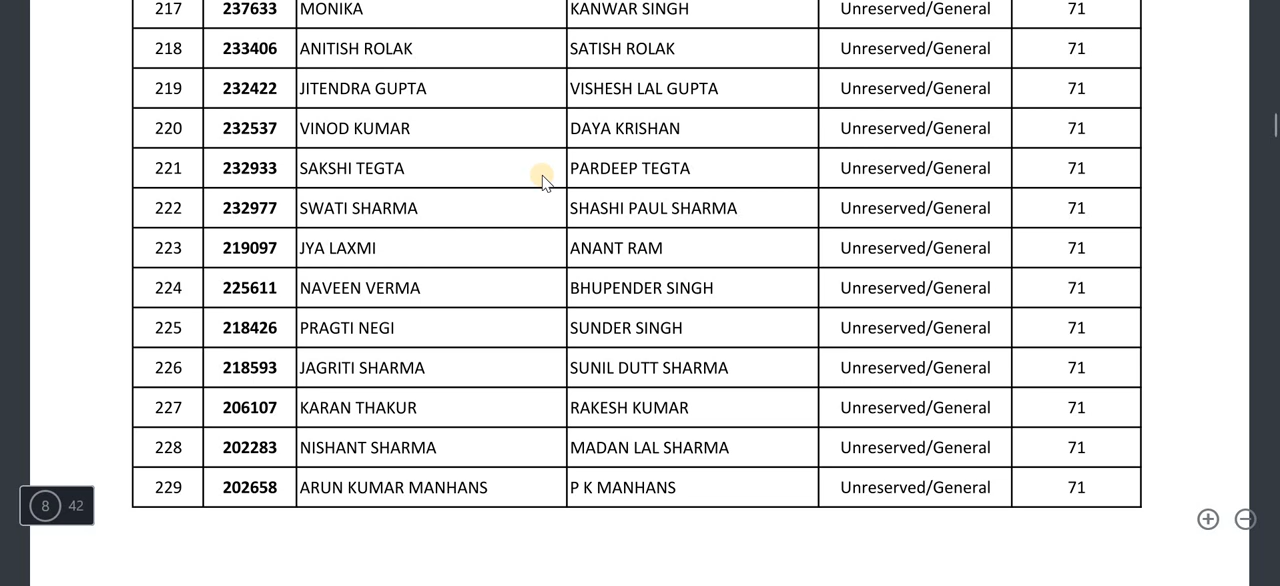 217 237633 MONIKA KANWAR SINGH Unreserved/General 71
218 233406 ANITISH ROLAK SATISH ROLAK Unreserved/General 71
219 232422 JITENDRA GUPTA VISHESH LAL GUPTA Unreserved/General 71
220 232537 VINOD KUMAR DAYA KRISHAN Unreserved/General 71
221 232933 SAKSHI TEGTA PARDEEP TEGTA Unreserved/General 71
222 232977 SWATI SHARMA SHASHI PAUL SHARMA Unreserved/General 71
223 219097 JYA LAXMI ANANT RAM Unreserved/General 71
224 225611 NAVEEN VERMA BHUPENDER SINGH Unreserved/General 71
225 218426 PRAGTI NEGI SUNDER SINGH Unreserved/General 71
226 218593 JAGRITI SHARMA SUNIL DUTT SHARMA Unreserved/General 71
227 206107 KARAN THAKUR RAKESH KUMAR Unreserved/General 71
228 202283 NISHANT SHARMA MADAN LAL SHARMA Unreserved/General 71
229 202658 ARUN KUMAR MANHANS P K MANHANS Unreserved/General 71
8 42